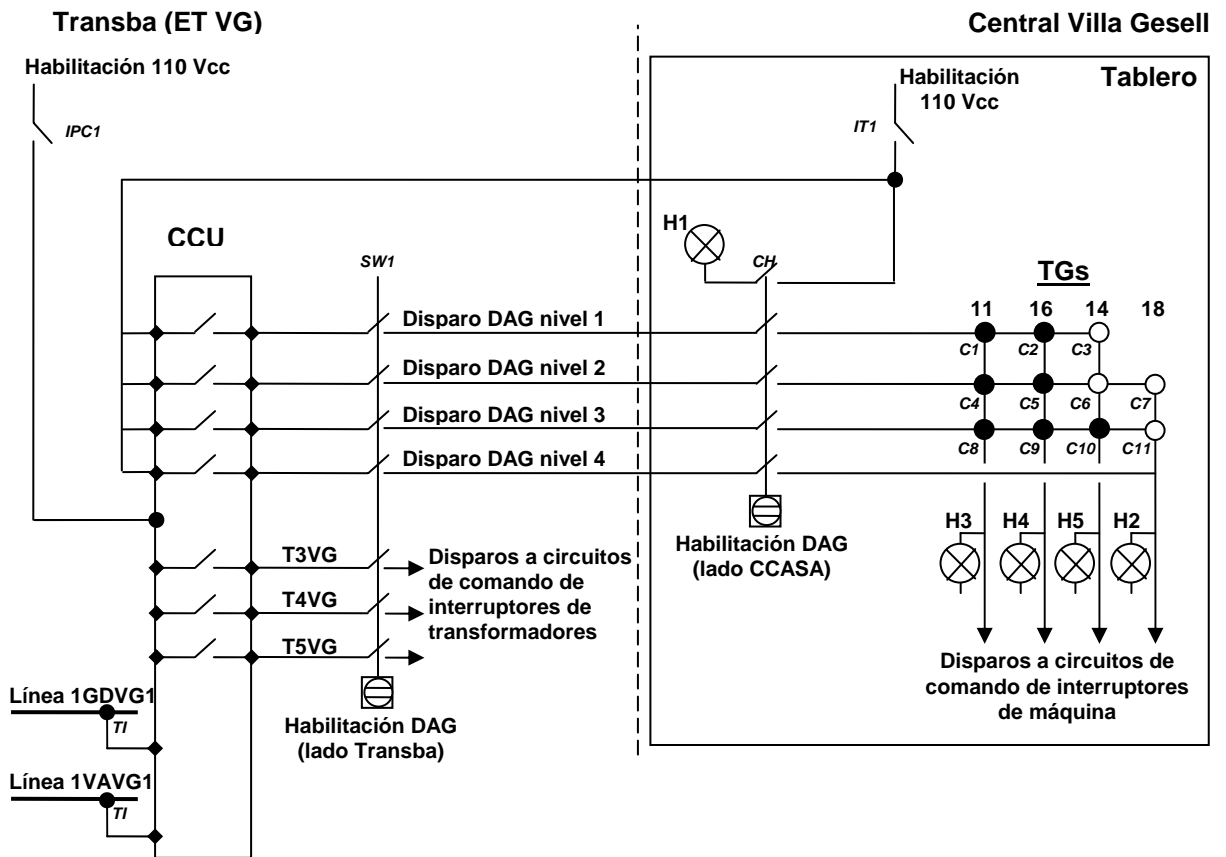 Transba (ET VG)
Central Villa Gesell
Habilitación 110 Vcc
IPC1
Tablero
Habilitación
110 Vcc
IT1
H1
CCU
SW1
CH
TGs
11 16 14 18
Disparo DAG nivel 1
C1 C2 C3
Disparo DAG nivel 2
C4 C5 C6 C7
Disparo DAG nivel 3
C8 C9 C10 C11
Disparo DAG nivel 4
H3 H4 H5 H2
Habilitación DAG
(lado CCASA)
T3VG
T4VG
T5VG
Disparos a circuitos
de comando de
interruptores de
transformadores
Disparos a circuitos de
comando de interruptores
de máquina
Línea 1GDVG1
TI
Habilitación DAG
(lado Transba)
Línea 1VAVG1
TI